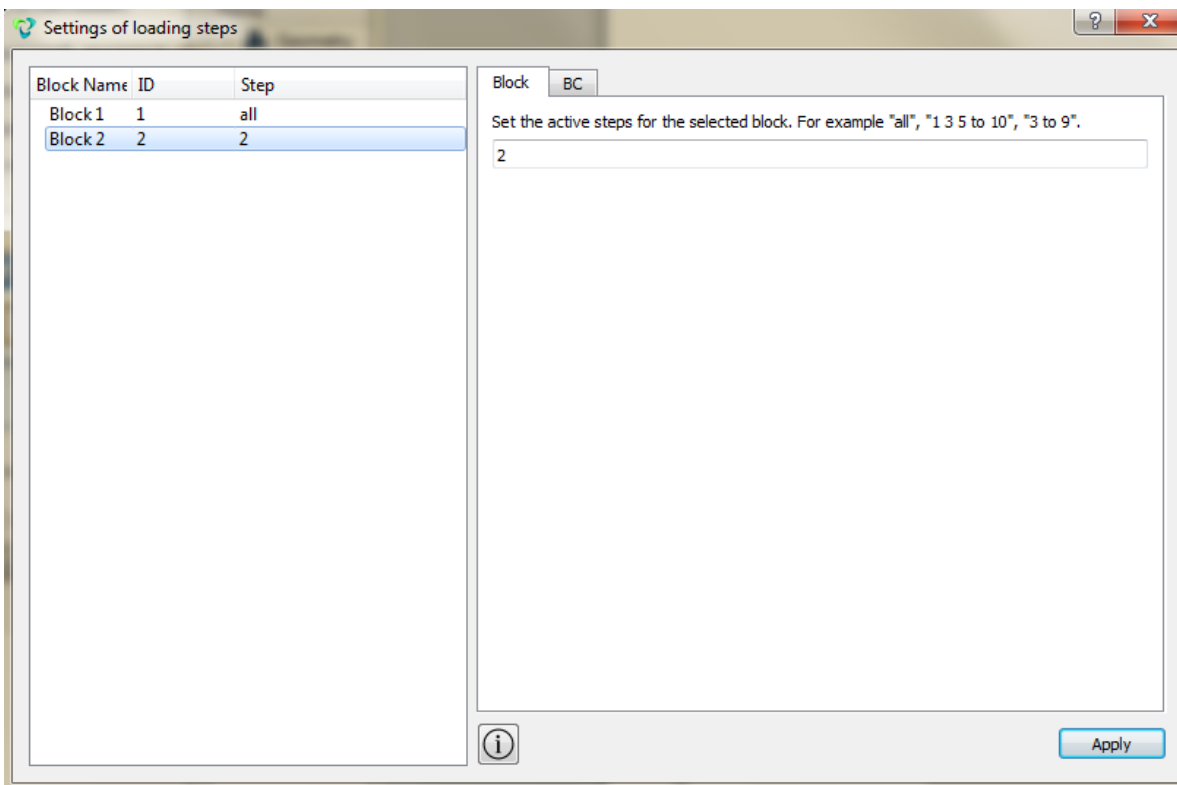 Settings of loading steps
?
X
Block Name ID Step
Block 1 1 all
Block 2 2 2
Block BC
Set the active steps for the selected block. For example "all", "1 3 5 to 10", "3 to 9".
2
i
Apply